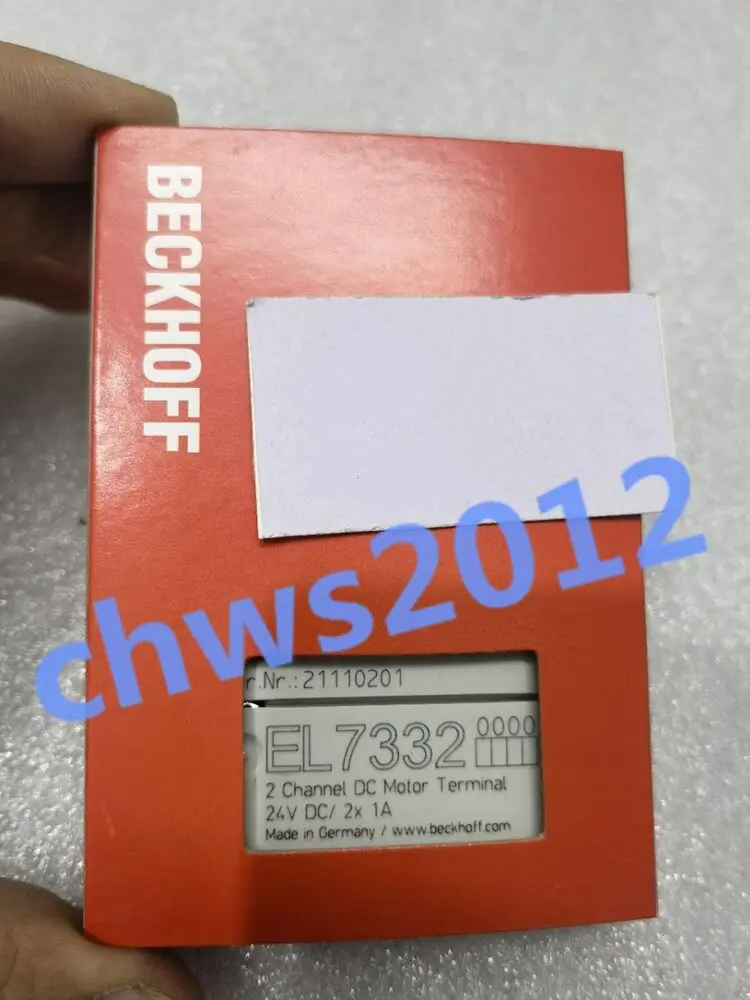 BECKHOFF
chws2012
r.Nr.: 21110201
EL7332 0000
2 Channel DC Motor Terminal
24V DC/ 2x 1A
Made in Germany / www.beckhoff.com